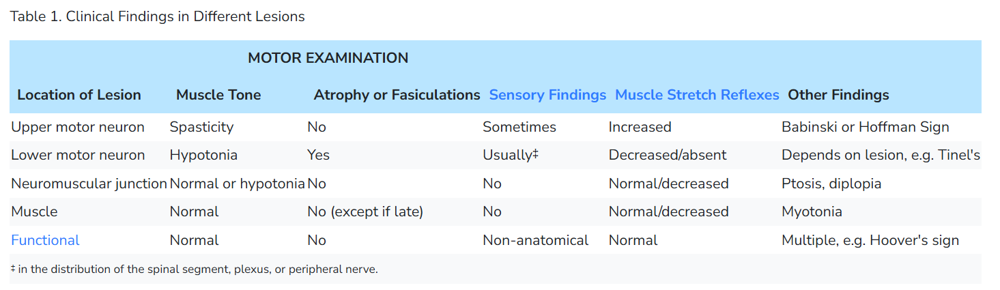 Table 1. Clinical Findings in Different Lesions
MOTOR EXAMINATION
Location of Lesion Muscle Tone Atrophy or Fasiculations Sensory Findings Muscle Stretch Reflexes Other Findings
Upper motor neuron Spasticity No Sometimes Increased Babinski or Hoffman Sign
Lower motor neuron Hypotonia Yes Usually‡ Decreased/absent Depends on lesion, e.g. Tinel's
Neuromuscular junction Normal or hypotonia No No Normal/decreased Ptosis, diplopia
Muscle Normal No (except if late) No Normal/decreased Myotonia
Functional Normal No Non-anatomical Normal Multiple, e.g. Hoover's sign
‡ in the distribution of the spinal segment, plexus, or peripheral nerve.